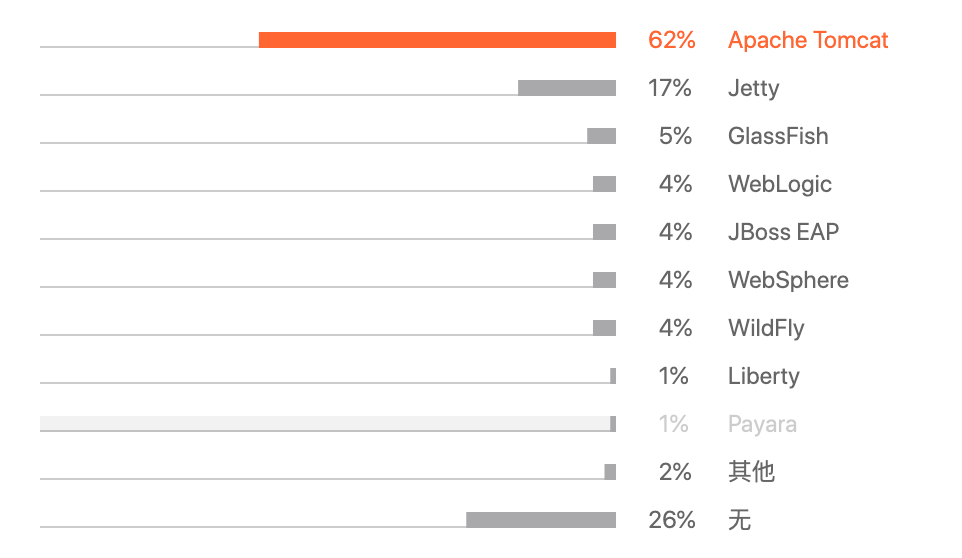 62% Apache Tomcat
17% Jetty
5% GlassFish
4% WebLogic
4% JBoss EAP
4% WebSphere
4% WildFly
1% Liberty
1% Payara
2% 其他
26% 无